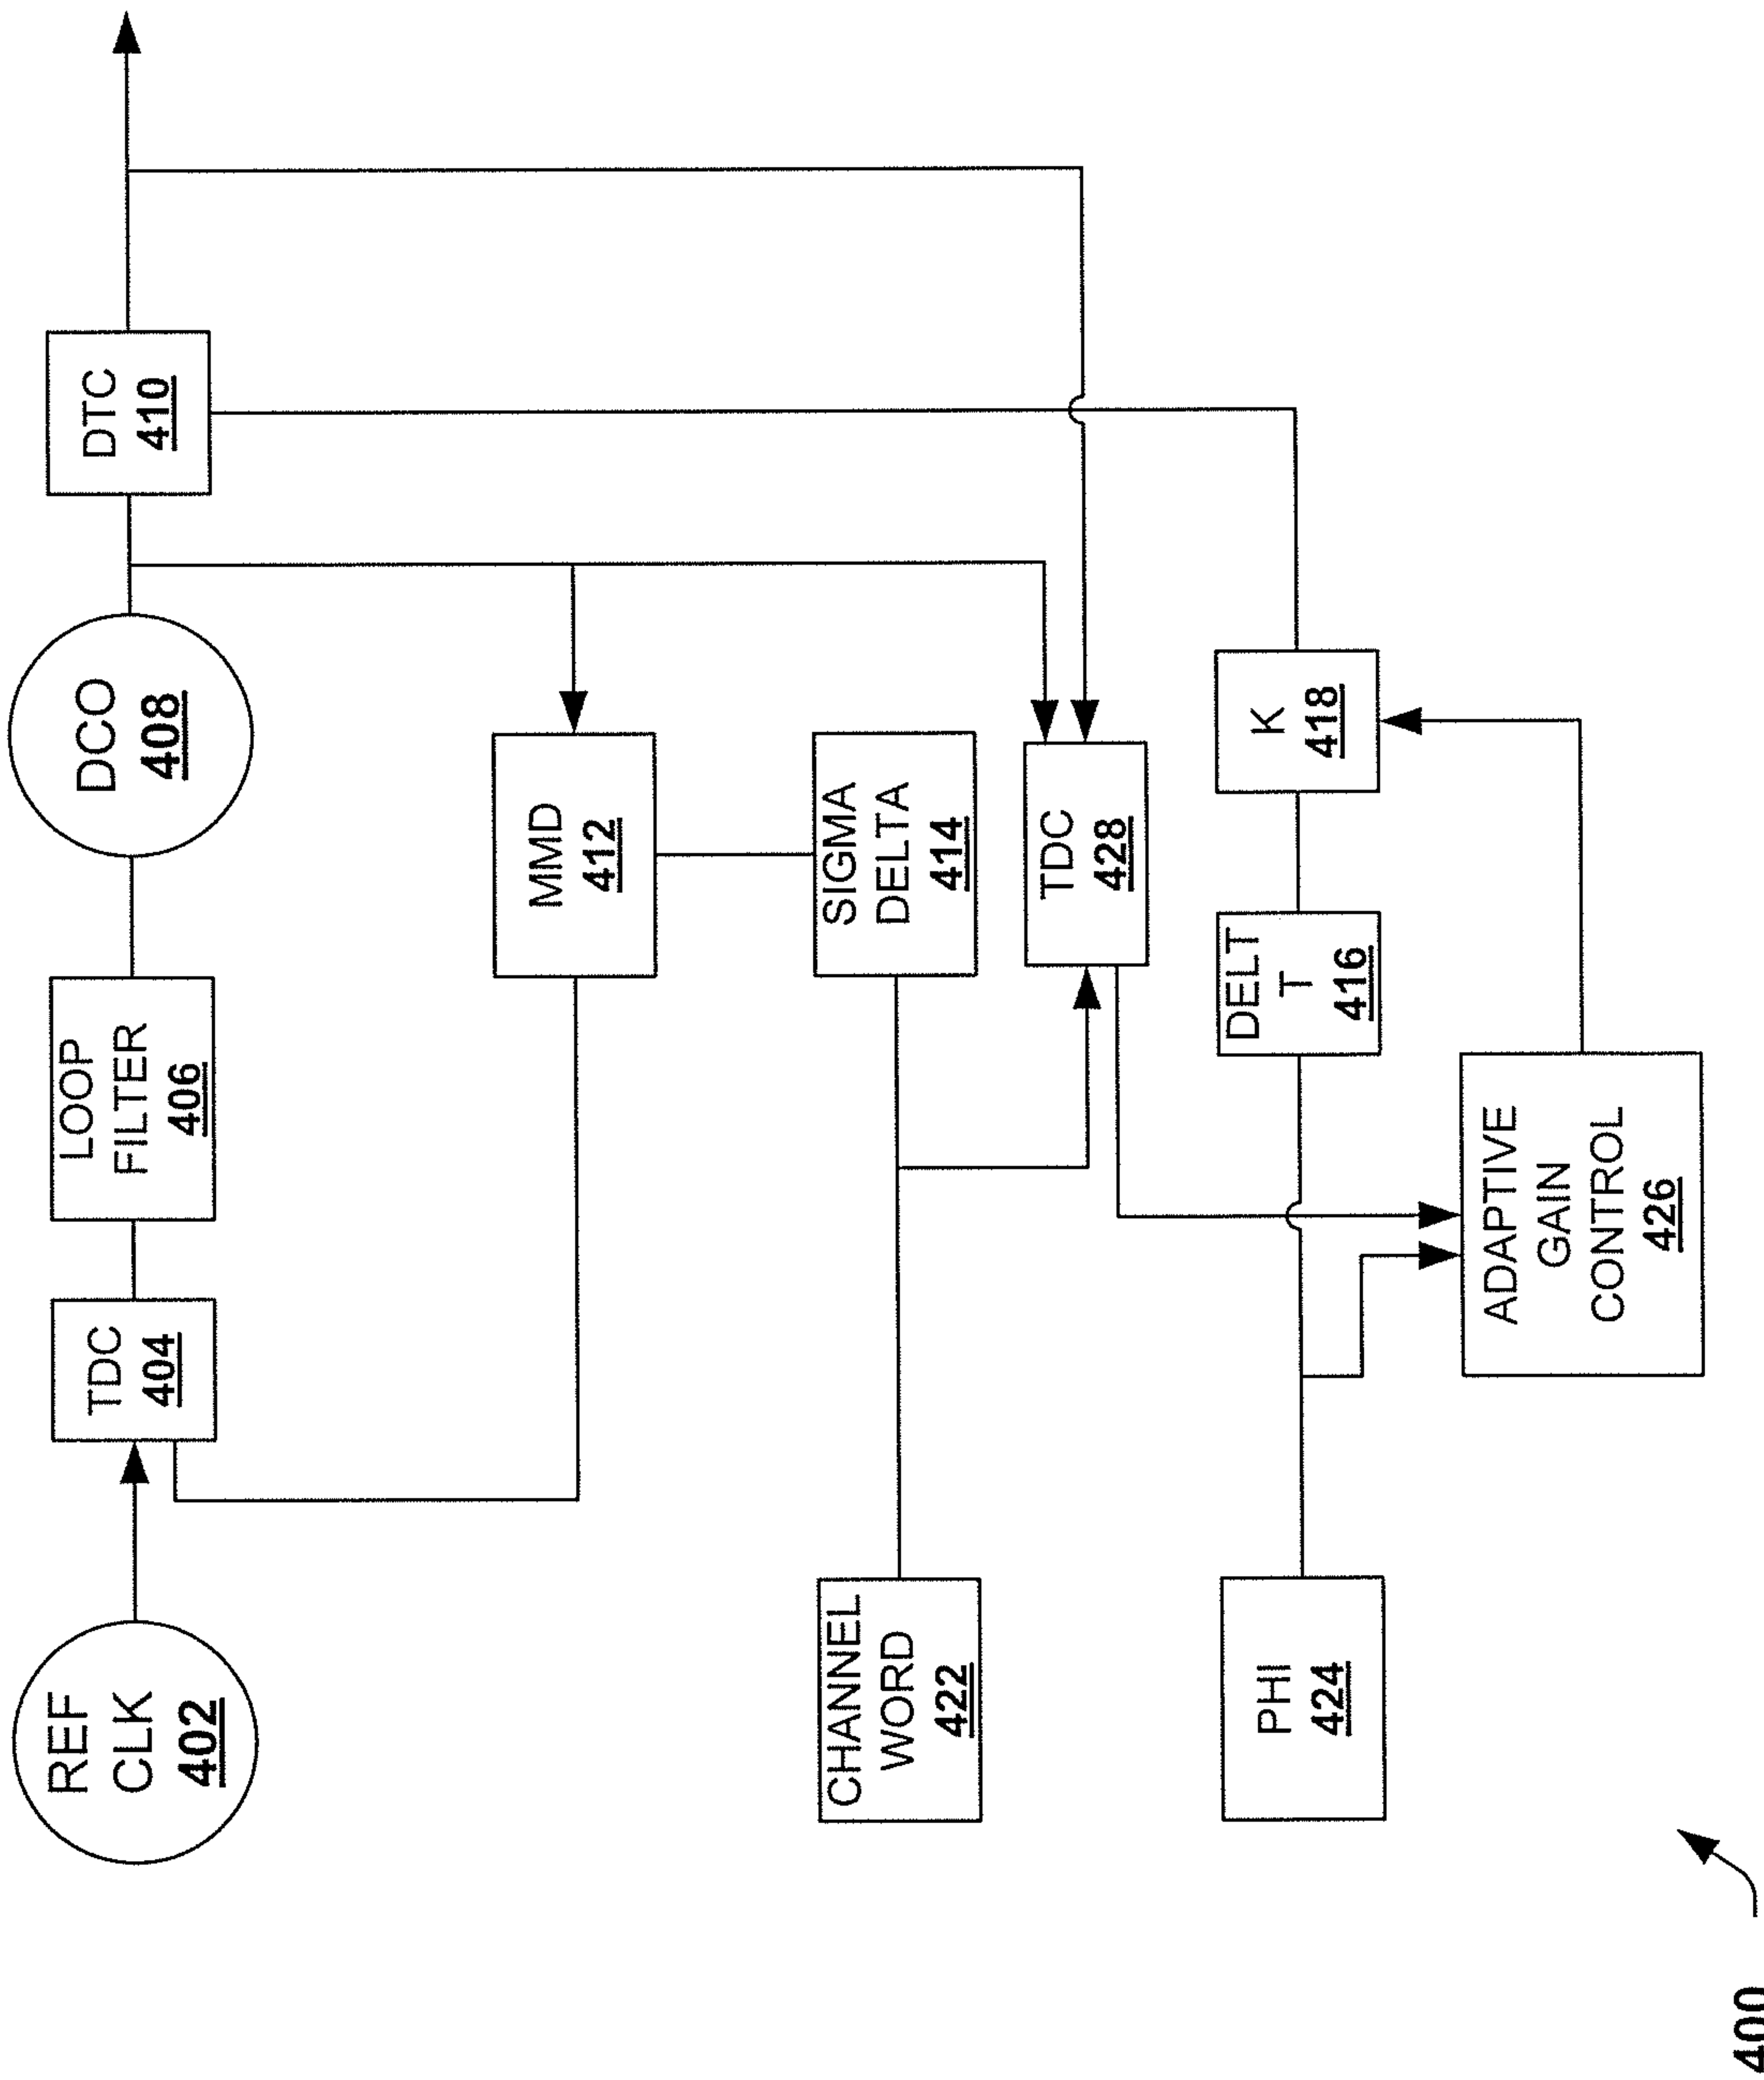 REF
CLK
402
TDC
404
LOOP
FILTER
406
DCO
408
DTC
410
MMD
412
CHANNEL
WORD
422
SIGMA
DELTA
414
TDC
428
PHI
424
DELT
T
416
K
418
ADAPTIVE
GAIN
CONTROL
426
400